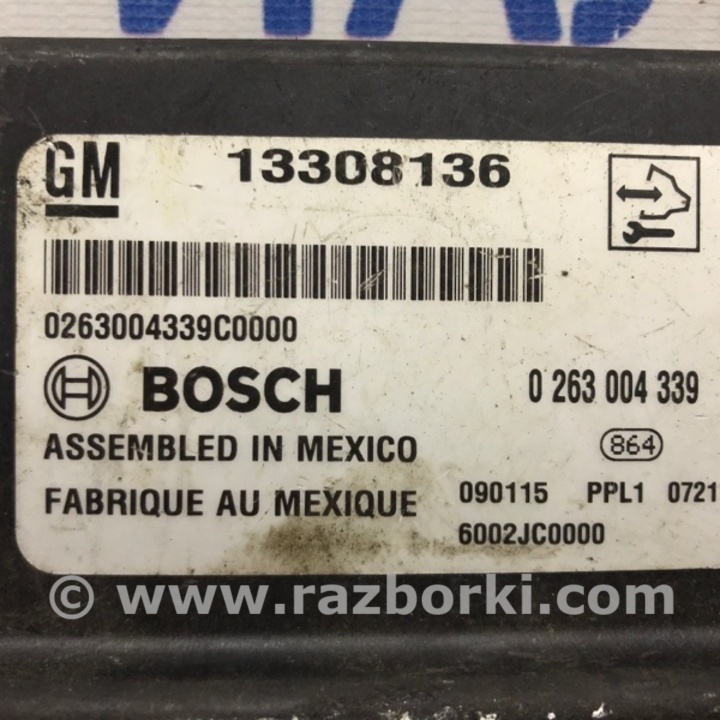 GM 13308136
0263004339C0000
BOSCH 0 263 004 339
ASSEMBLED IN MEXICO 864
FABRIQUE AU MEXIQUE 090115 PPL1 0721
6002JC0000
© www.razborki.com